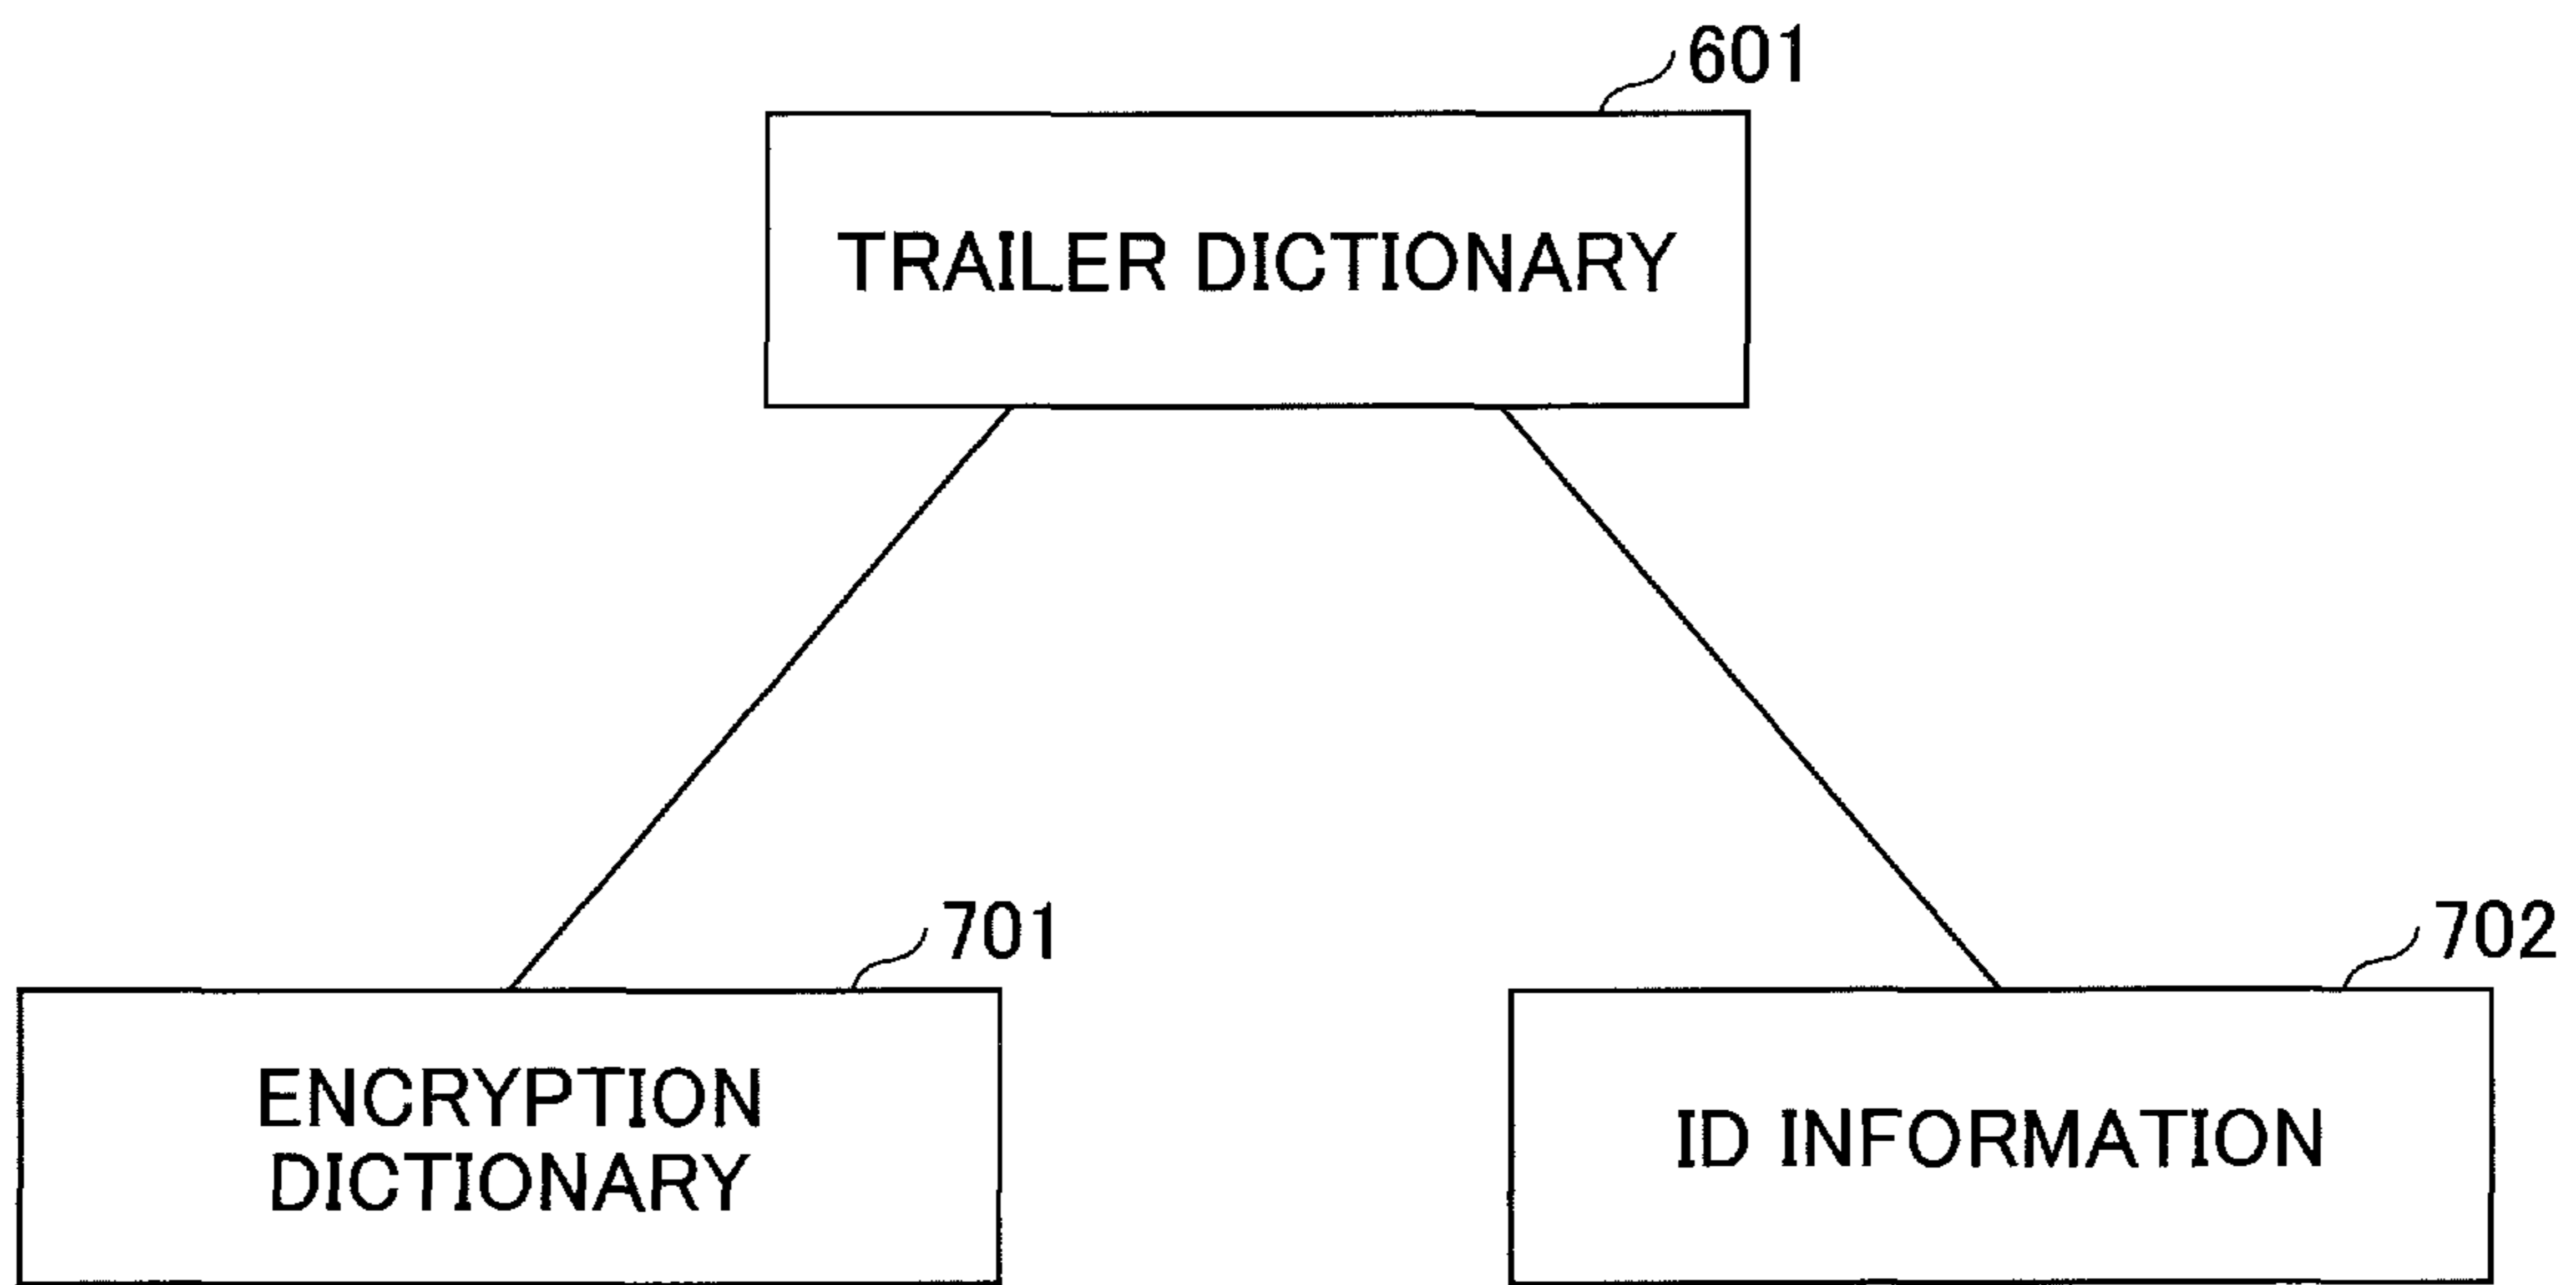 601
TRAILER DICTIONARY
701
702
ENCRYPTION
DICTIONARY
ID INFORMATION